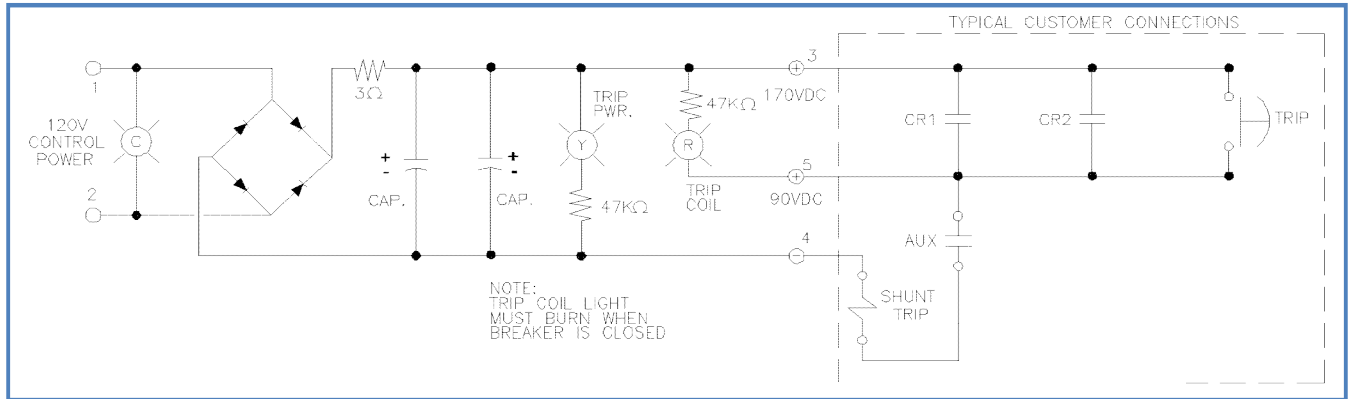 TYPICAL CUSTOMER CONNECTIONS
1
120V
CONTROL
POWER
C
2
3Ω
+
-
CAP.
+
-
CAP.
TRIP
PWR.
Y
47KΩ
47KΩ
R
TRIP
COIL
3
+
170VDC
5
+
90VDC
4
-
CR1
CR2
TRIP
AUX
SHUNT
TRIP
NOTE:
TRIP COIL LIGHT
MUST BURN WHEN
BREAKER IS CLOSED